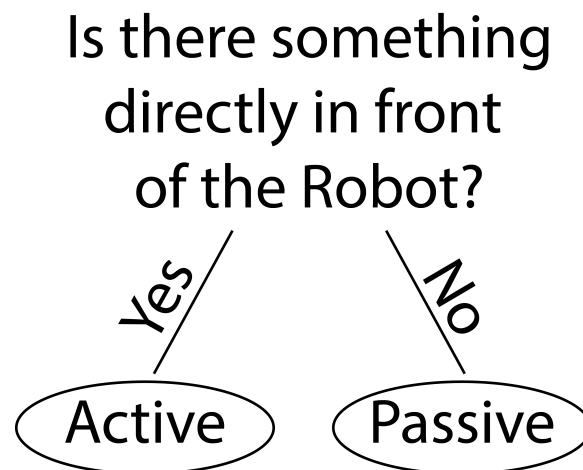 Is there something
directly in front
of the Robot?
Yes
No
Active
Passive